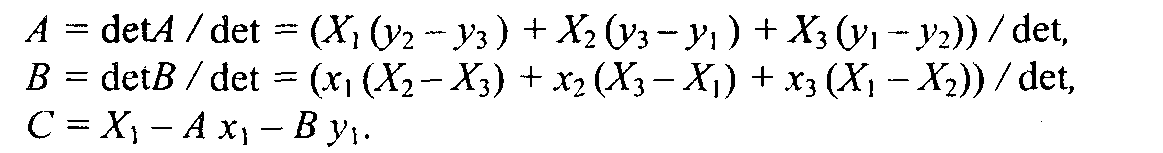 A = detA / det = (X₁ (y₂ – y₃) + X₂ (y₃ – y₁) + X₃ (y₁ – y₂)) / det,
B = detB / det = (x₁ (X₂ – X₃) + x₂ (X₃ – X₁) + x₃ (X₁ – X₂)) / det,
C = X₁ – A x₁ – B y₁.